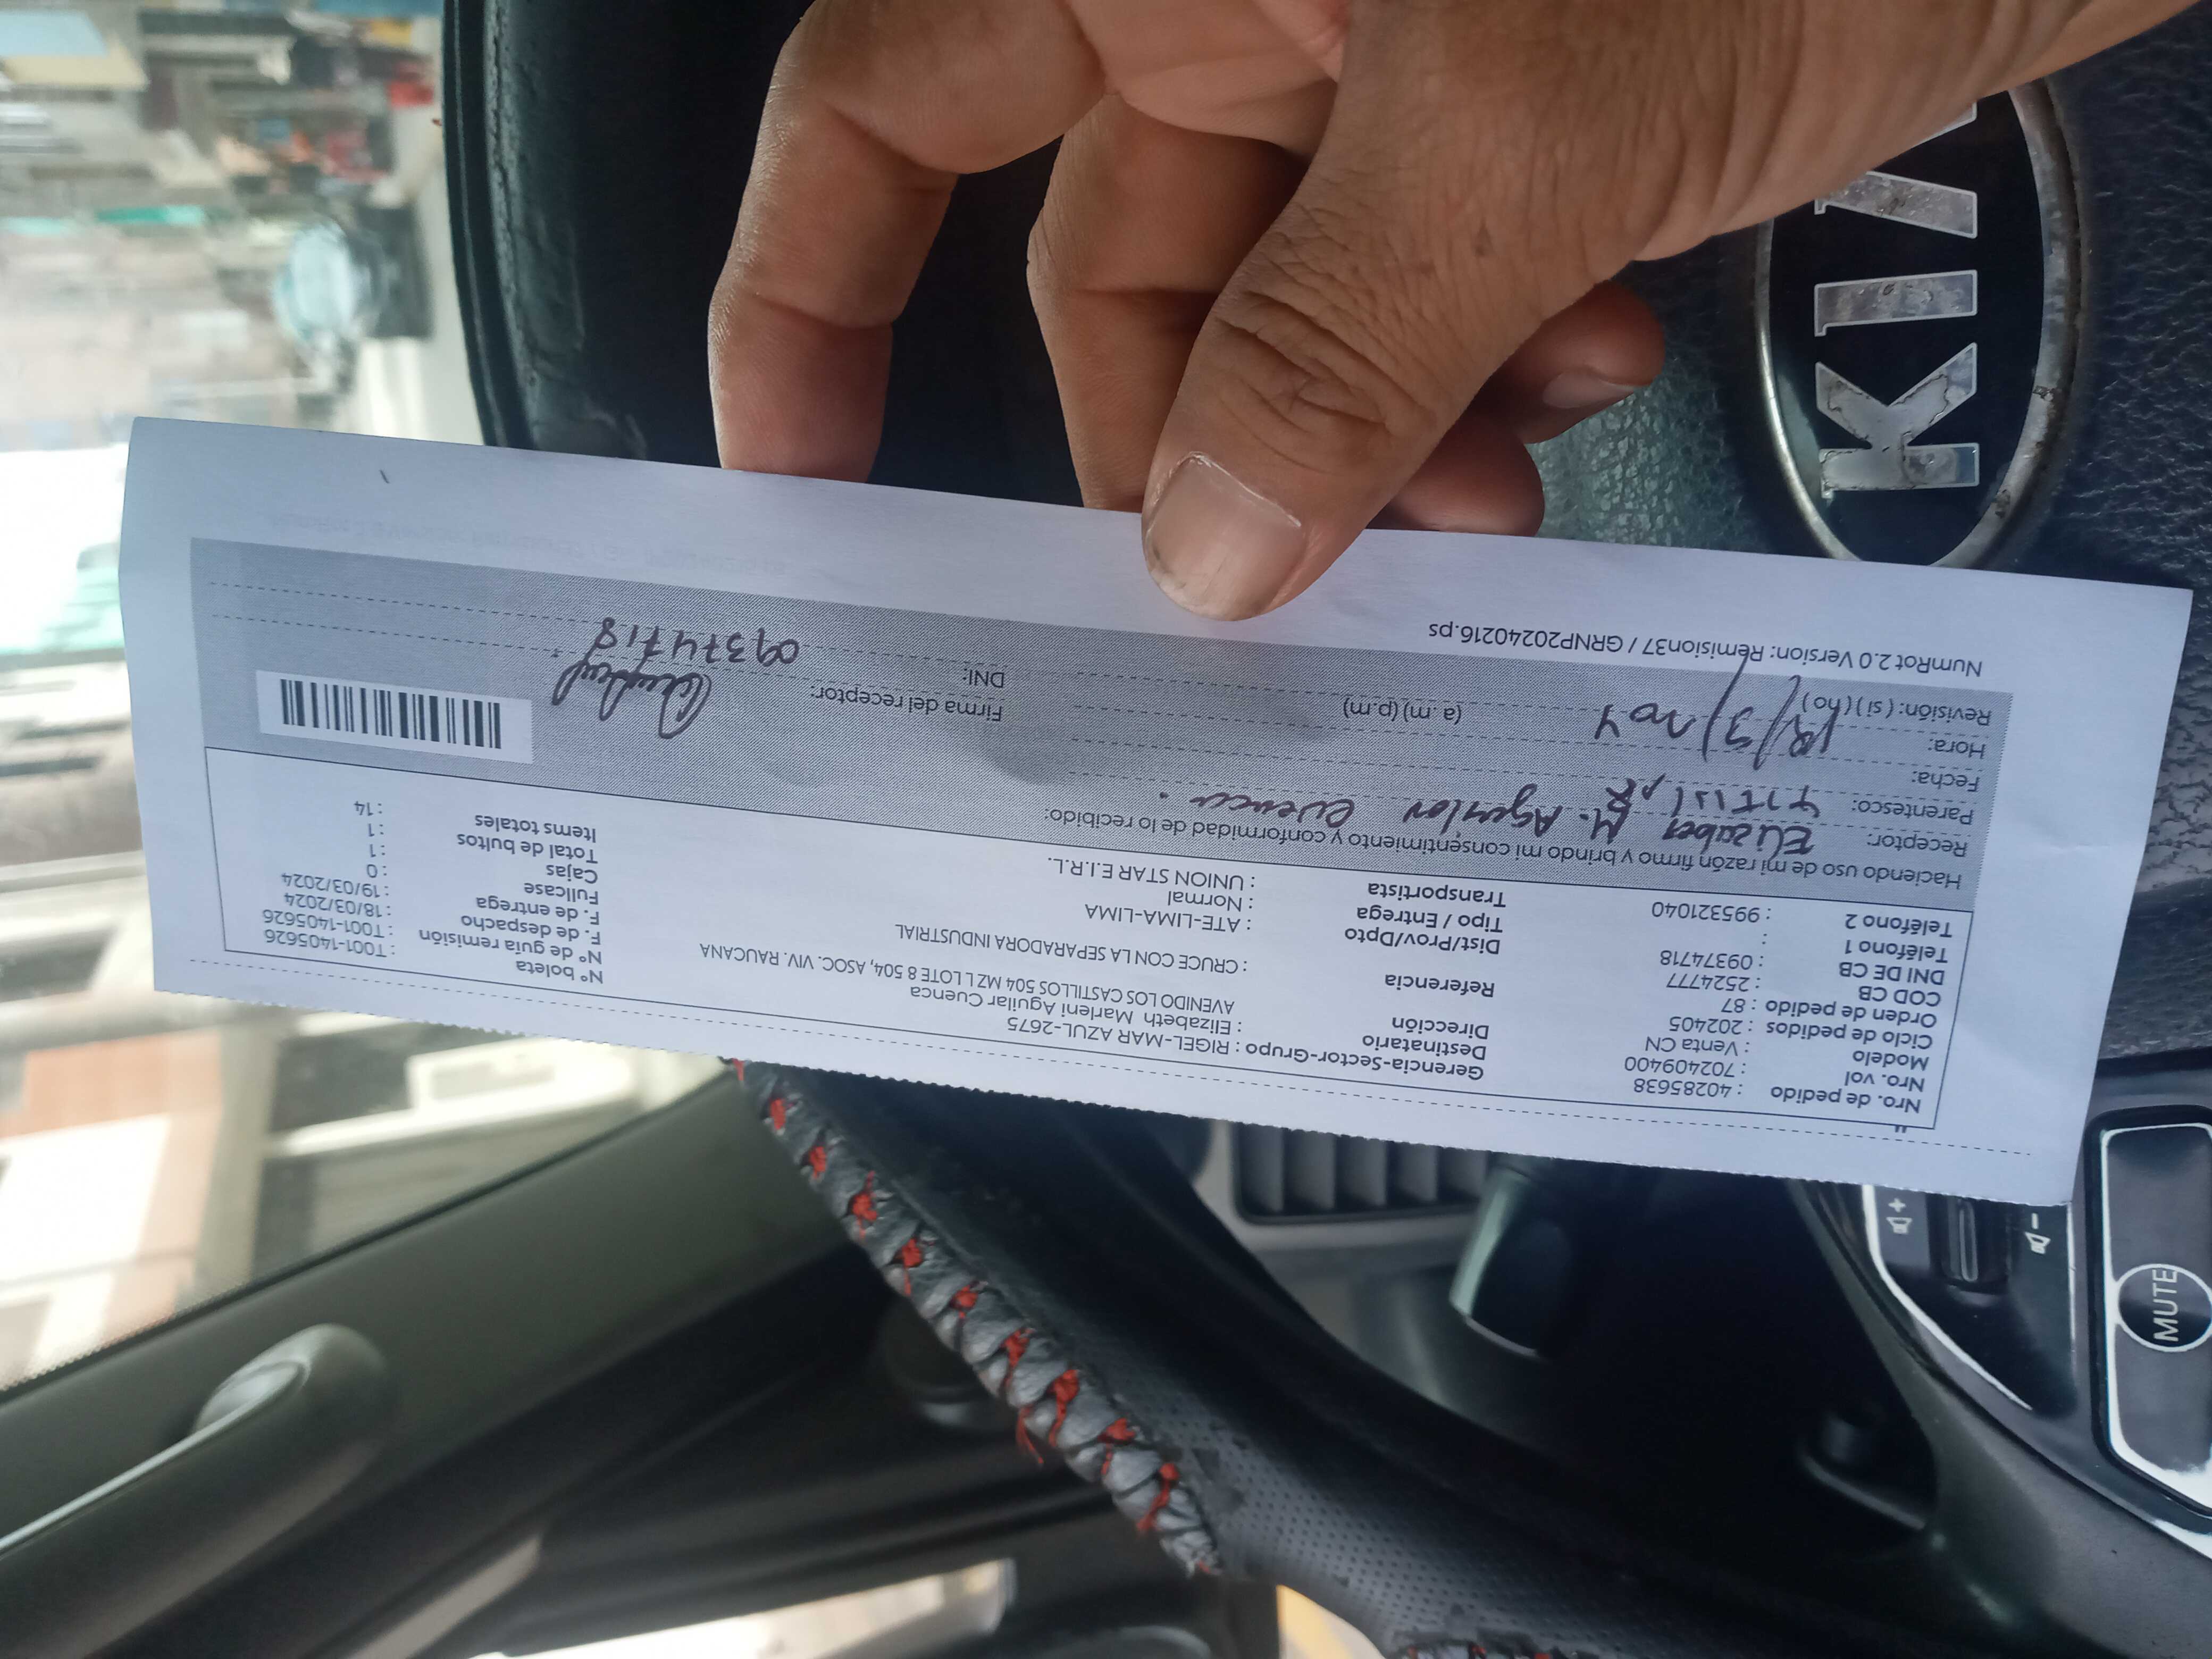 Nro. de pedido : 40285638
Nro. vol : 702409400
Modelo : Venta CN
Ciclo de pedidos : 202405
Orden de pedido : 87
COD CB : 2524777
DNI DE CB : 09374718
Teléfono 1 :
Teléfono 2 : 995321040
Gerencia-Sector-Grupo : RIGEL-MAR AZUL-2675
Destinatario : Elizabeth Marleni Aguilar Cuenca
Dirección AVENIDO LOS CASTILLOS 504 MZ L LOTE 8 504, ASOC. VIV. RAUCANA
Referencia : CRUCE CON LA SEPARADORA INDUSTRIAL
Dist/Prov/Dpto : ATE-LIMA-LIMA
Tipo / Entrega : Normal
Transportista : UNION STAR E.I.R.L.
N° boleta : T001-1405626
N° de guía remisión : T001-1405626
F. de despacho : 18/03/2024
F. de entrega : 19/03/2024
Fullcase : 0
Cajas : 1
Total de bultos : 1
Items totales : 14
Haciendo uso de mi razón firmo y brindo mi consentimiento y conformidad de lo recibido:
Receptor: Elizabet M. Aguilar Cuenca.
Parentesco:
Fecha:
Hora: (a.m) (p.m)
Revisión: ( si ) ( no )
Firma del receptor:
DNI: 09374718
NumRot 2.0 Version: Remision37 / GRNP20240216.ps
KIA
MUTE